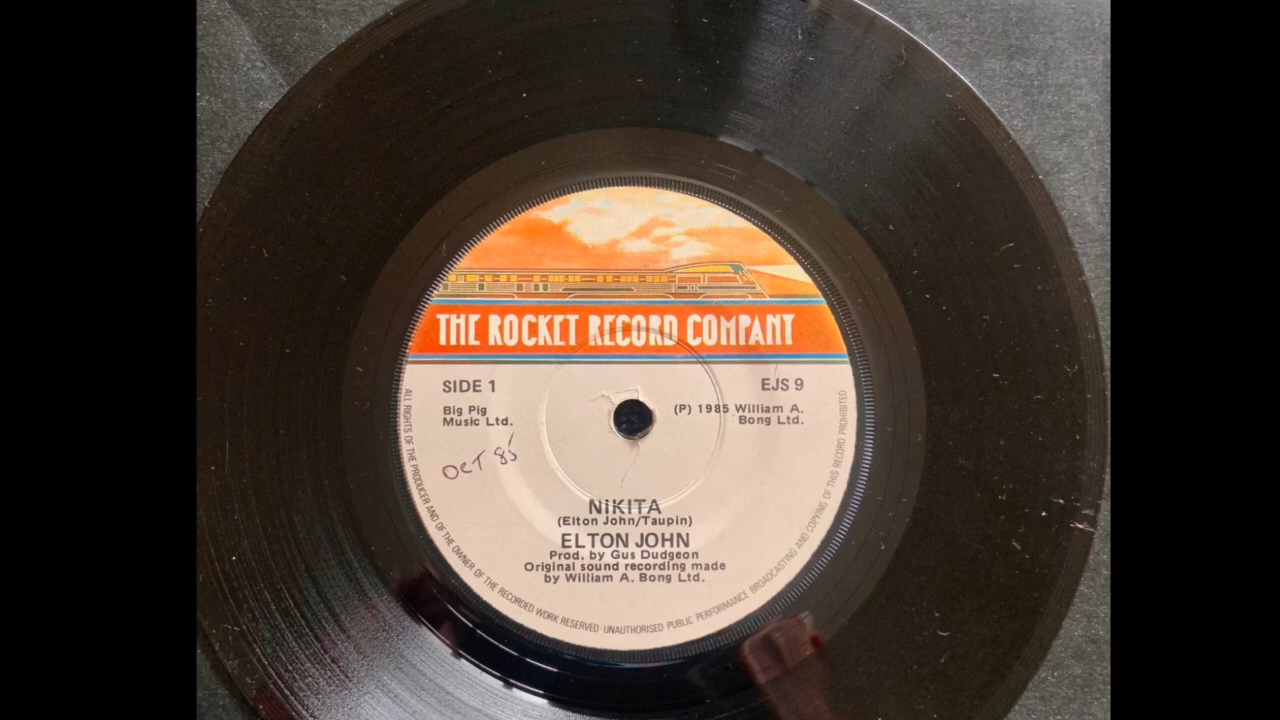 THE ROCKET RECORD COMPANY
SIDE 1
EJS 9
Big Pig
Music Ltd.
(P) 1985 William A.
Bong Ltd.
OCT 85
NIKITA
(Elton John/Taupin)
ELTON JOHN
Prod. by Gus Dudgeon
Original sound recording made
by William A. Bong Ltd.
ALL RIGHTS OF THE PRODUCER AND OF THE OWNER OF THE RECORDED WORK RESERVED UNAUTHORISED PUBLIC PERFORMANCE BROADCASTING AND COPYING OF THIS RECORD PROHIBITED